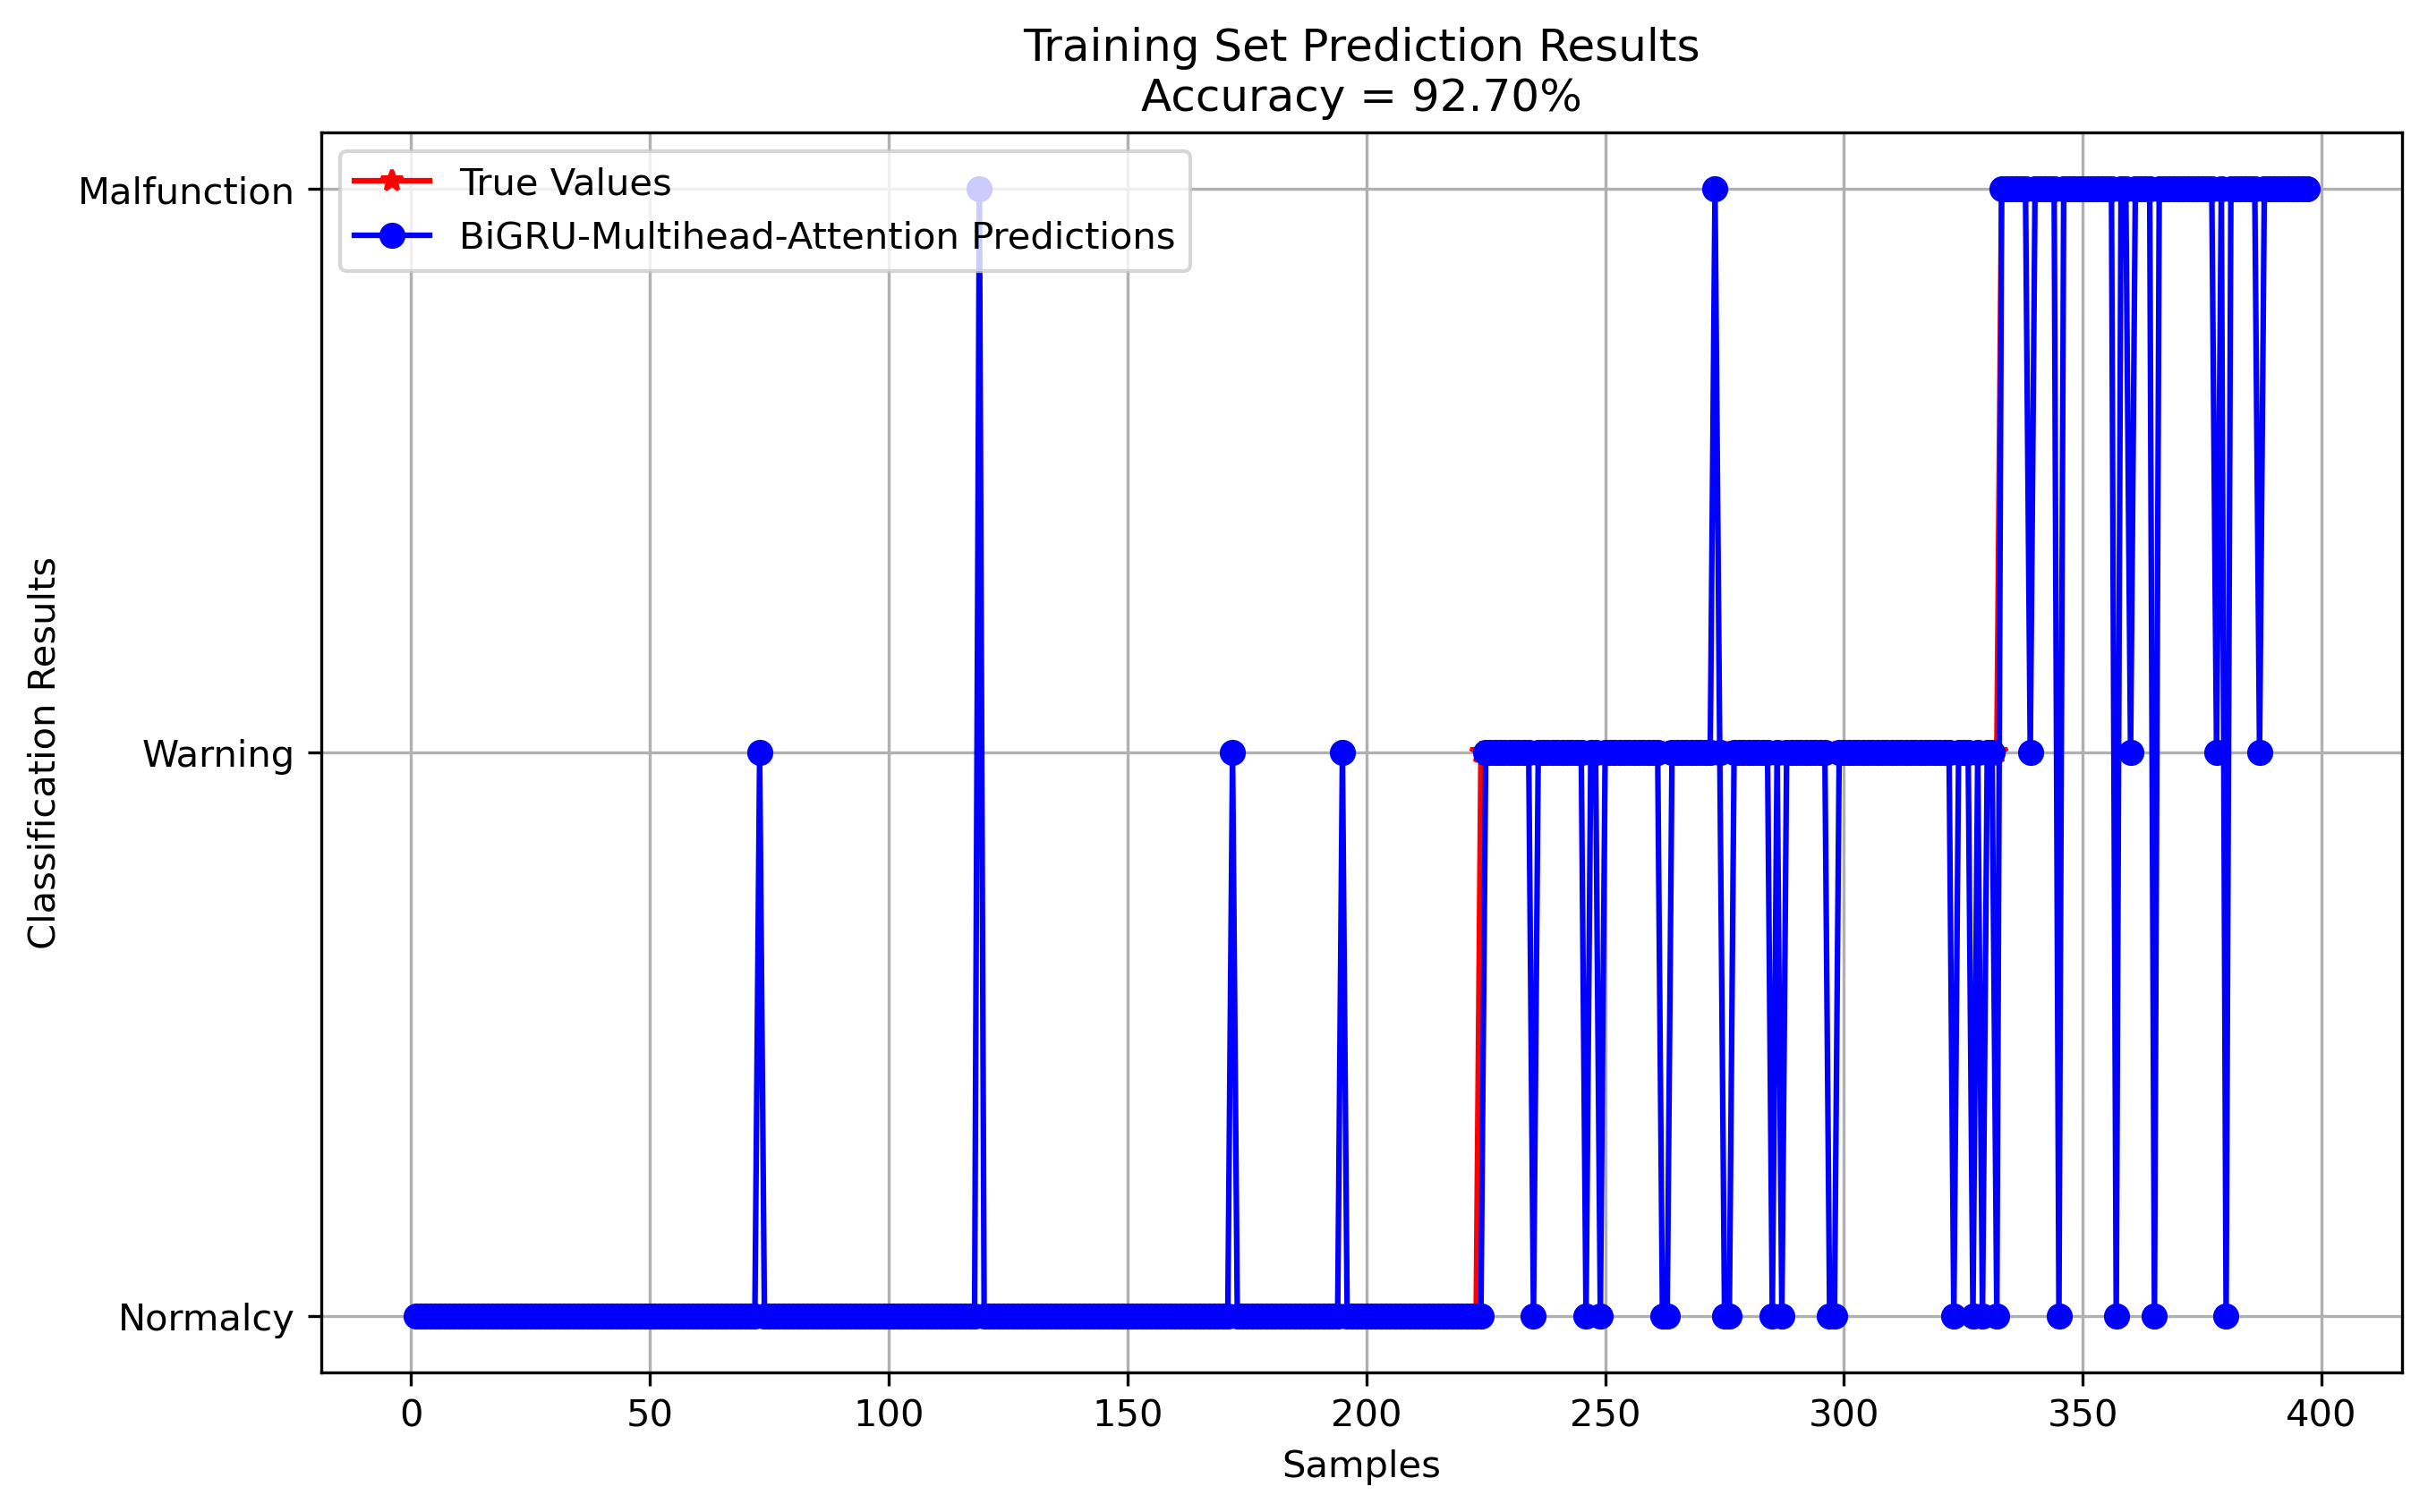 Training Set Prediction Results
Accuracy = 92.70%
True Values
BiGRU-Multihead-Attention Predictions
Malfunction
Warning
Normalcy
Classification Results
0 50 100 150 200 250 300 350 400
Samples